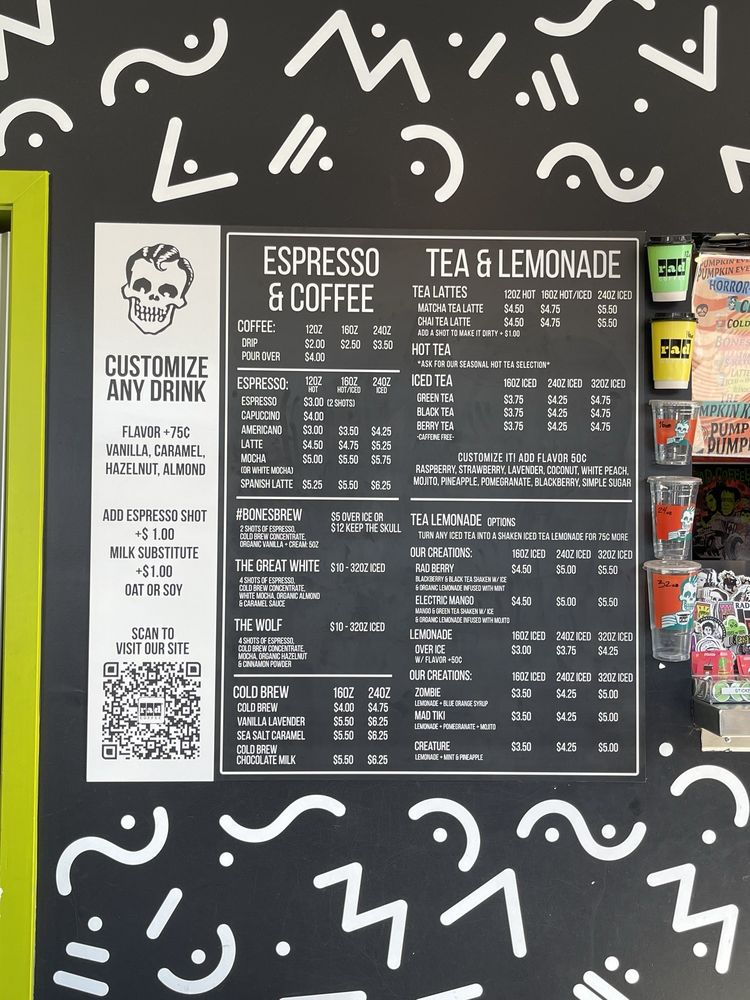 CUSTOMIZE
ANY DRINK
FLAVOR +75¢
VANILLA, CARAMEL,
HAZELNUT, ALMOND
ADD ESPRESSO SHOT
+$ 1.00
MILK SUBSTITUTE
+$1.00
OAT OR SOY
SCAN TO
VISIT OUR SITE
rad
ESPRESSO
& COFFEE
COFFEE: 12OZ 16OZ 24OZ
DRIP $2.00 $2.50 $3.50
POUR OVER $4.00
ESPRESSO: 12OZ HOT 16OZ HOT/ICED 24OZ ICED
ESPRESSO $3.00 (2 SHOTS)
CAPUCCINO $4.00
AMERICANO $3.00 $3.50 $4.25
LATTE $4.50 $4.75 $5.25
MOCHA $5.00 $5.50 $5.75
(OR WHITE MOCHA)
SPANISH LATTE $5.25 $5.50 $6.50
#BONESBREW $5 OVER ICE OR
$12 KEEP THE SKULL
2 SHOTS OF ESPRESSO,
COLD BREW CONCENTRATE,
ORGANIC VANILLA + CREAM: 5OZ
THE GREAT WHITE $10 - 32OZ ICED
4 SHOTS OF ESPRESSO,
COLD BREW CONCENTRATE,
WHITE MOCHA, ORGANIC ALMOND
& CARAMEL SAUCE
THE WOLF $10 - 32OZ ICED
4 SHOTS OF ESPRESSO,
COLD BREW CONCENTRATE,
MOCHA, ORGANIC HAZELNUT
& CINNAMON POWDER
COLD BREW 16OZ 24OZ
COLD BREW $4.00 $4.75
VANILLA LAVENDER $5.50 $6.25
SEA SALT CARAMEL $5.50 $6.25
COLD BREW
CHOCOLATE MILK $5.50 $6.25
TEA & LEMONADE
TEA LATTES 12OZ HOT 16OZ HOT/ICED 24OZ ICED
MATCHA TEA LATTE $4.50 $4.75 $5.50
CHAI TEA LATTE $4.50 $4.75 $5.50
ADD A SHOT TO MAKE IT DIRTY + $1.00
HOT TEA
*ASK FOR OUR SEASONAL HOT TEA SELECTION*
ICED TEA 16OZ ICED 24OZ ICED 32OZ ICED
GREEN TEA $3.75 $4.25 $4.75
BLACK TEA $3.75 $4.25 $4.75
BERRY TEA $3.75 $4.25 $4.75
-CAFFEINE FREE-
CUSTOMIZE IT! ADD FLAVOR 50¢
RASPBERRY, STRAWBERRY, LAVENDER, COCONUT, WHITE PEACH,
MOJITO, PINEAPPLE, POMEGRANATE, BLACKBERRY, SIMPLE SUGAR
TEA LEMONADE OPTIONS
TURN ANY ICED TEA INTO A SHAKEN ICED TEA LEMONADE FOR 75¢ MORE
OUR CREATIONS: 16OZ ICED 24OZ ICED 32OZ ICED
RAD BERRY $4.50 $5.00 $5.50
BLACKBERRY & BLACK TEA SHAKEN W/ ICE
& ORGANIC LEMONADE INFUSED WITH MINT
ELECTRIC MANGO $4.50 $5.00 $5.50
MANGO & GREEN TEA SHAKEN W/ ICE
& ORGANIC LEMONADE INFUSED WITH MOJITO
LEMONADE 16OZ ICED 24OZ ICED 32OZ ICED
OVER ICE $3.00 $3.75 $4.25
W/ FLAVOR +50¢
OUR CREATIONS: 16OZ ICED 24OZ ICED 32OZ ICED
ZOMBIE $3.50 $4.25 $5.00
LEMONADE + BLUE ORANGE SYRUP
MAD TIKI $3.50 $4.25 $5.00
LEMONADE + POMEGRANATE + MOJITO
CREATURE $3.50 $4.25 $5.00
LEMONADE + MINT & PINEAPPLE
rad
rad
16oz
24oz
32oz
PUMPKIN
HORROR
COLD
BONES
LATTE
PUMP